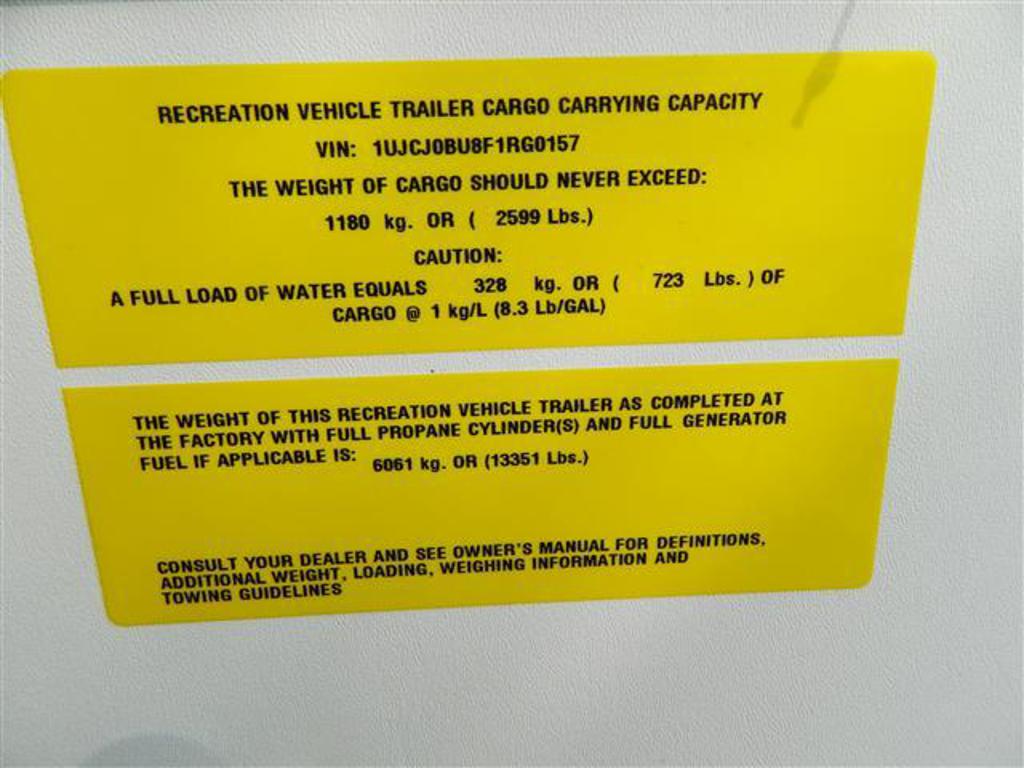 RECREATION VEHICLE TRAILER CARGO CARRYING CAPACITY
VIN: 1UJCJ0BU8F1RG0157
THE WEIGHT OF CARGO SHOULD NEVER EXCEED:
1180 kg. OR ( 2599 Lbs.)
CAUTION:
A FULL LOAD OF WATER EQUALS 328 kg. OR ( 723 Lbs. ) OF
CARGO @ 1 kg/L (8.3 Lb/GAL)
THE WEIGHT OF THIS RECREATION VEHICLE TRAILER AS COMPLETED AT
THE FACTORY WITH FULL PROPANE CYLINDER(S) AND FULL GENERATOR
FUEL IF APPLICABLE IS: 6061 kg. OR (13351 Lbs.)
CONSULT YOUR DEALER AND SEE OWNER'S MANUAL FOR DEFINITIONS,
ADDITIONAL WEIGHT, LOADING, WEIGHING INFORMATION AND
TOWING GUIDELINES